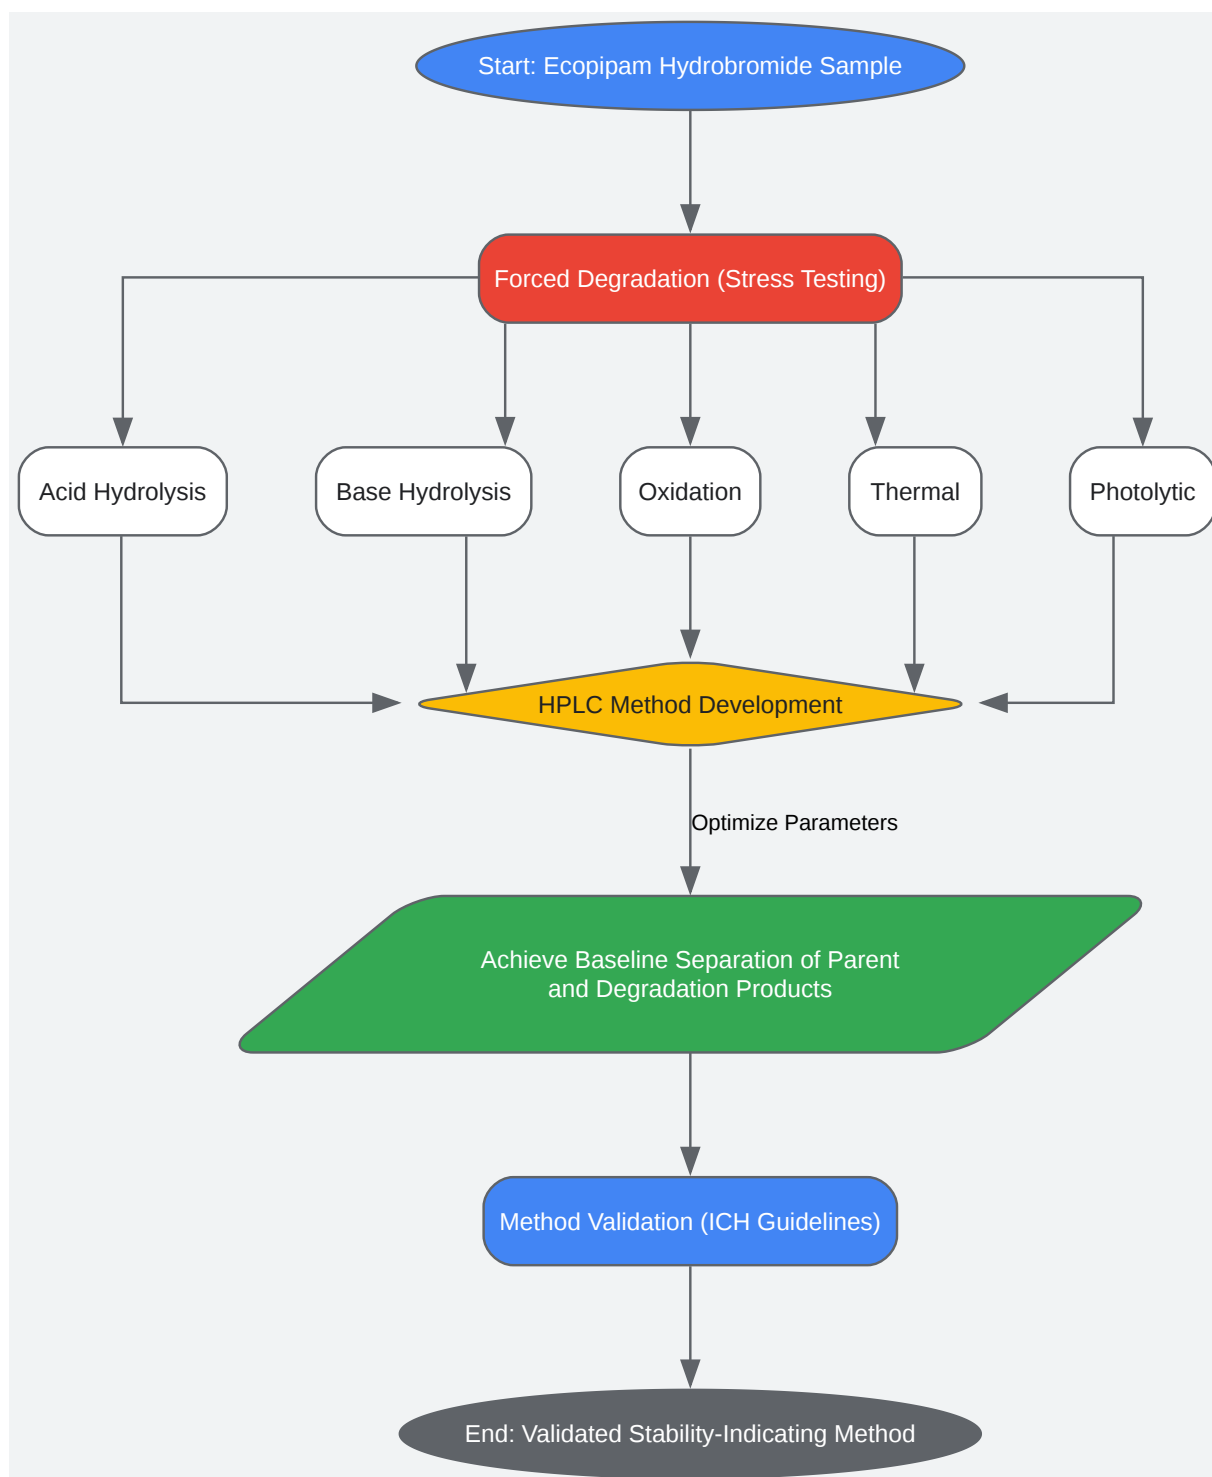 Start: Ecopipam Hydrobromide Sample
Forced Degradation (Stress Testing)
Acid Hydrolysis
Base Hydrolysis
Oxidation
Thermal
Photolytic
HPLC Method Development
Optimize Parameters
Achieve Baseline Separation of Parent
and Degradation Products
Method Validation (ICH Guidelines)
End: Validated Stability-Indicating Method